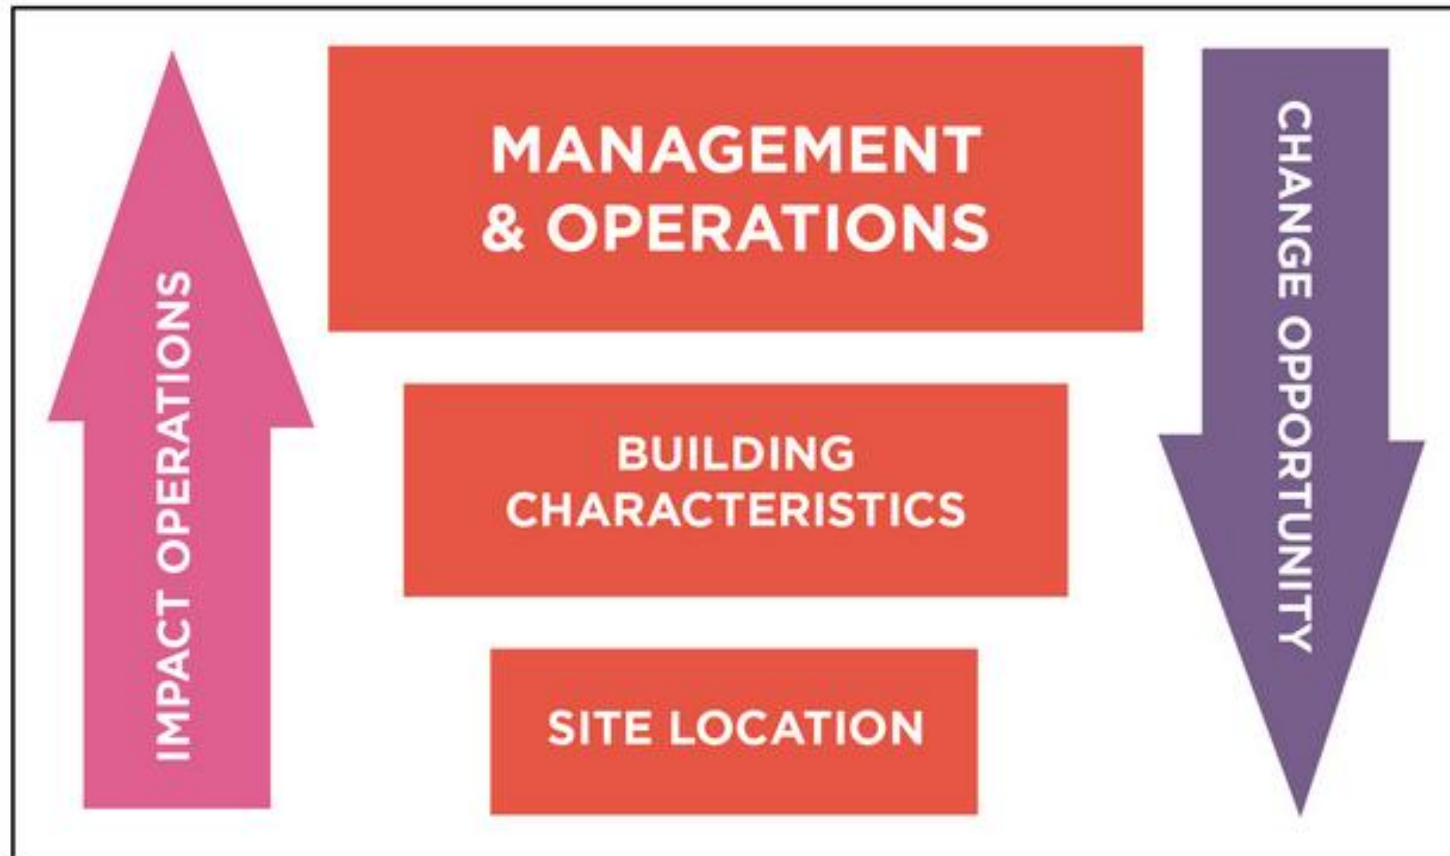 IMPACT OPERATIONS
MANAGEMENT
& OPERATIONS
BUILDING
CHARACTERISTICS
SITE LOCATION
CHANGE OPPORTUNITY